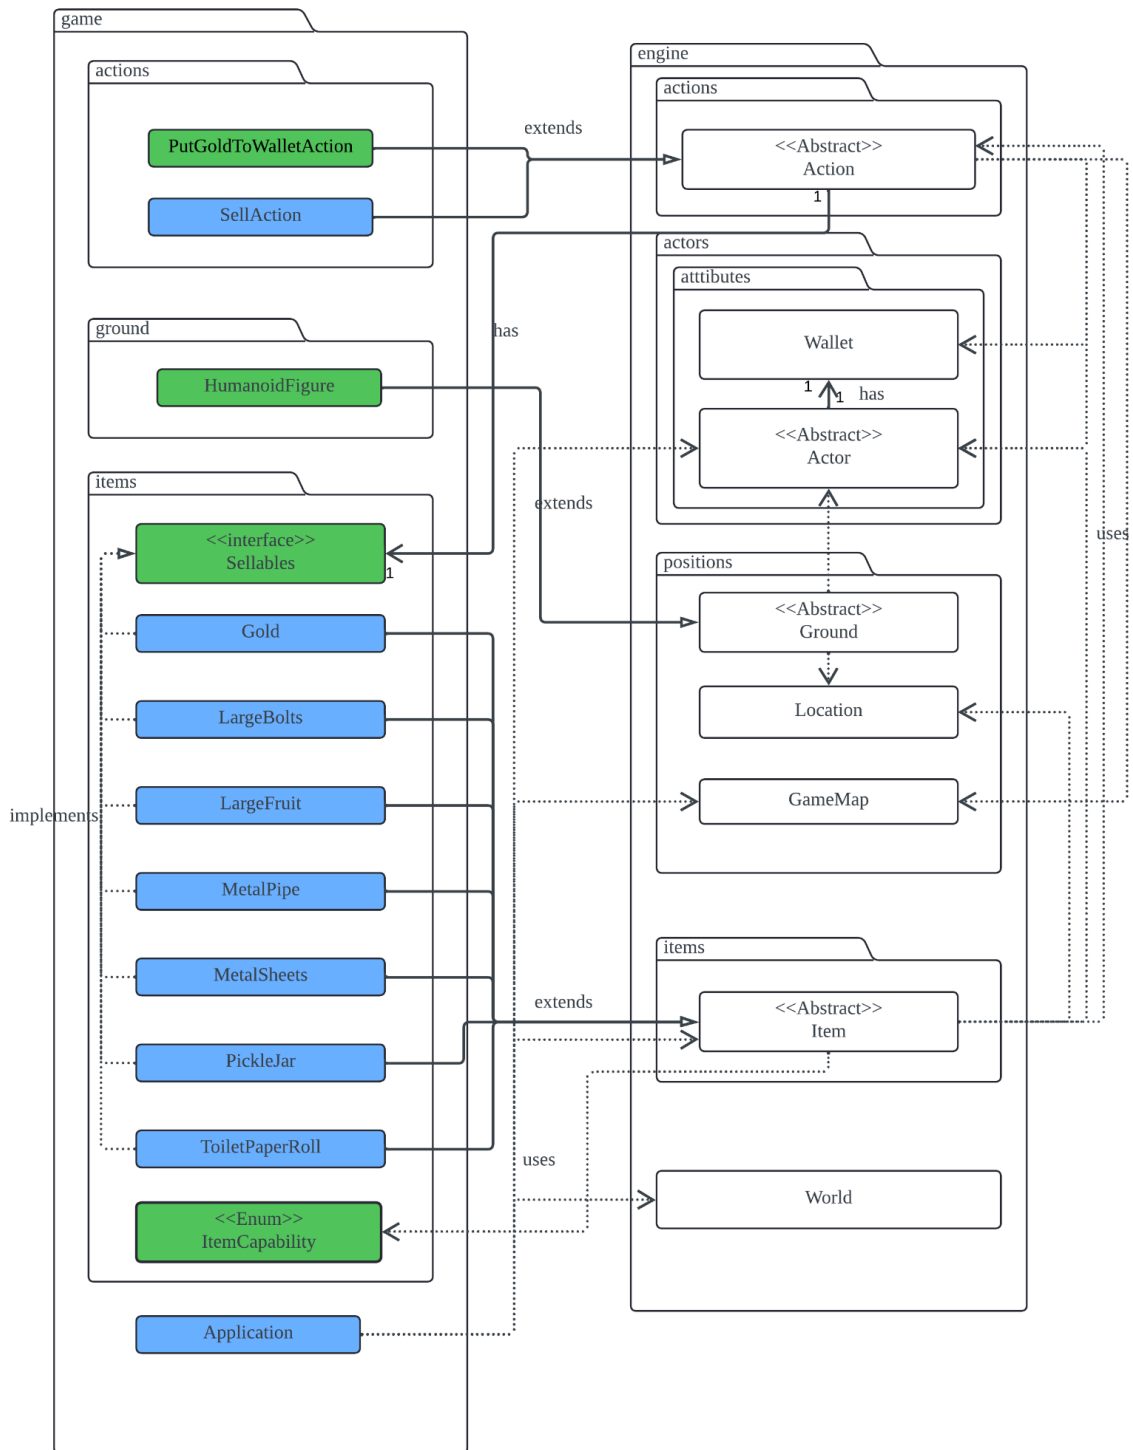 game
actions
PutGoldToWalletAction
SellAction
ground
HumanoidFigure
items
<<interface>>
Sellables
1
Gold
LargeBolts
LargeFruit
implements
MetalPipe
MetalSheets
PickleJar
ToiletPaperRoll
<<Enum>>
ItemCapability
Application
extends
has
extends
extends
uses
engine
actions
<<Abstract>>
Action
1
actors
atttibutes
Wallet
1
1
has
<<Abstract>>
Actor
positions
<<Abstract>>
Ground
Location
GameMap
items
<<Abstract>>
Item
World
uses